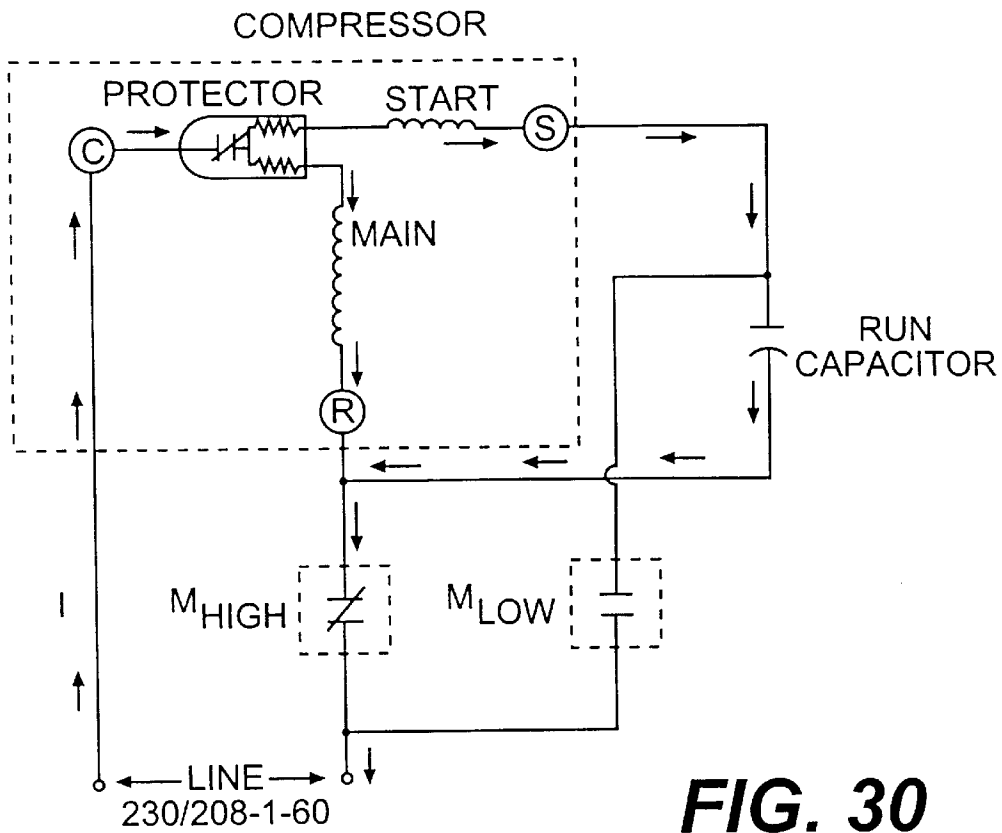 COMPRESSOR
PROTECTOR
START
C
S
MAIN
RUN
CAPACITOR
R
M HIGH
M LOW
I
LINE
230/208-1-60
FIG. 30